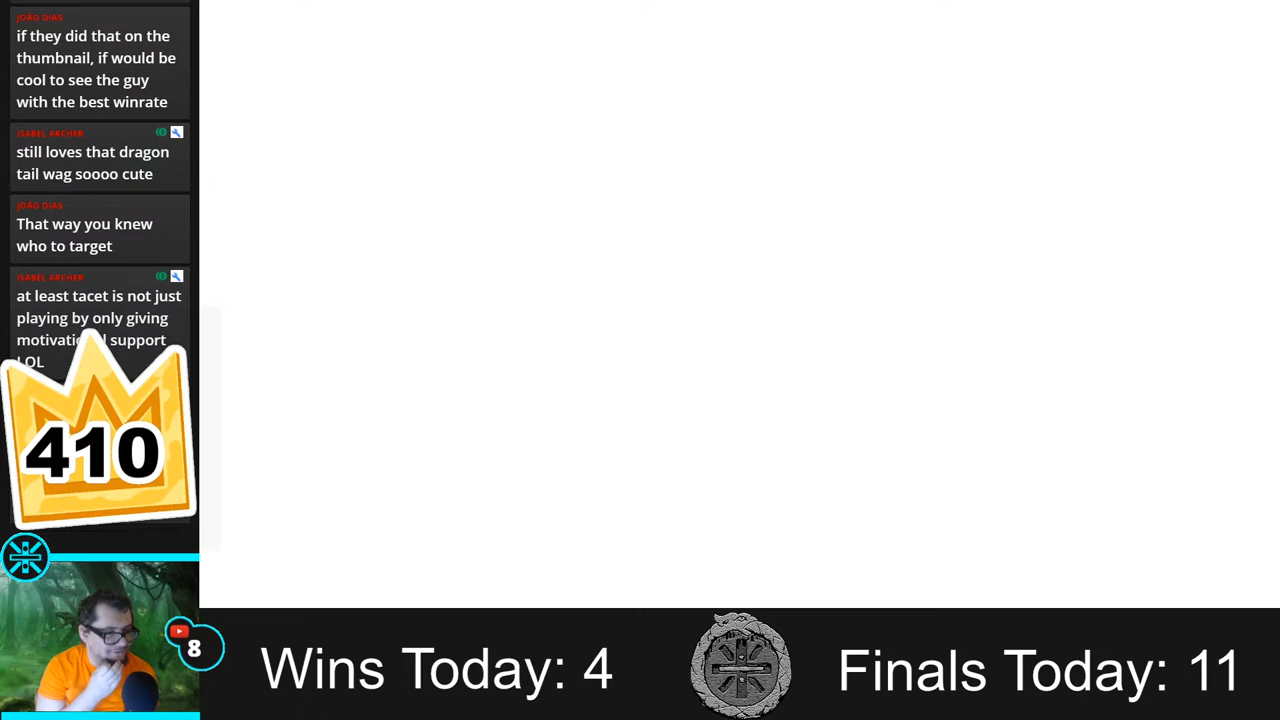 JOÃO DIAS
if they did that on the
thumbnail, if would be
cool to see the guy
with the best winrate
ISABEL ARCHER
still loves that dragon
tail wag soooo cute
JOÃO DIAS
That way you knew
who to target
ISABEL ARCHER
at least tacet is not just
playing by only giving
support
LOL
410
8
Wins Today: 4
Finals Today: 11